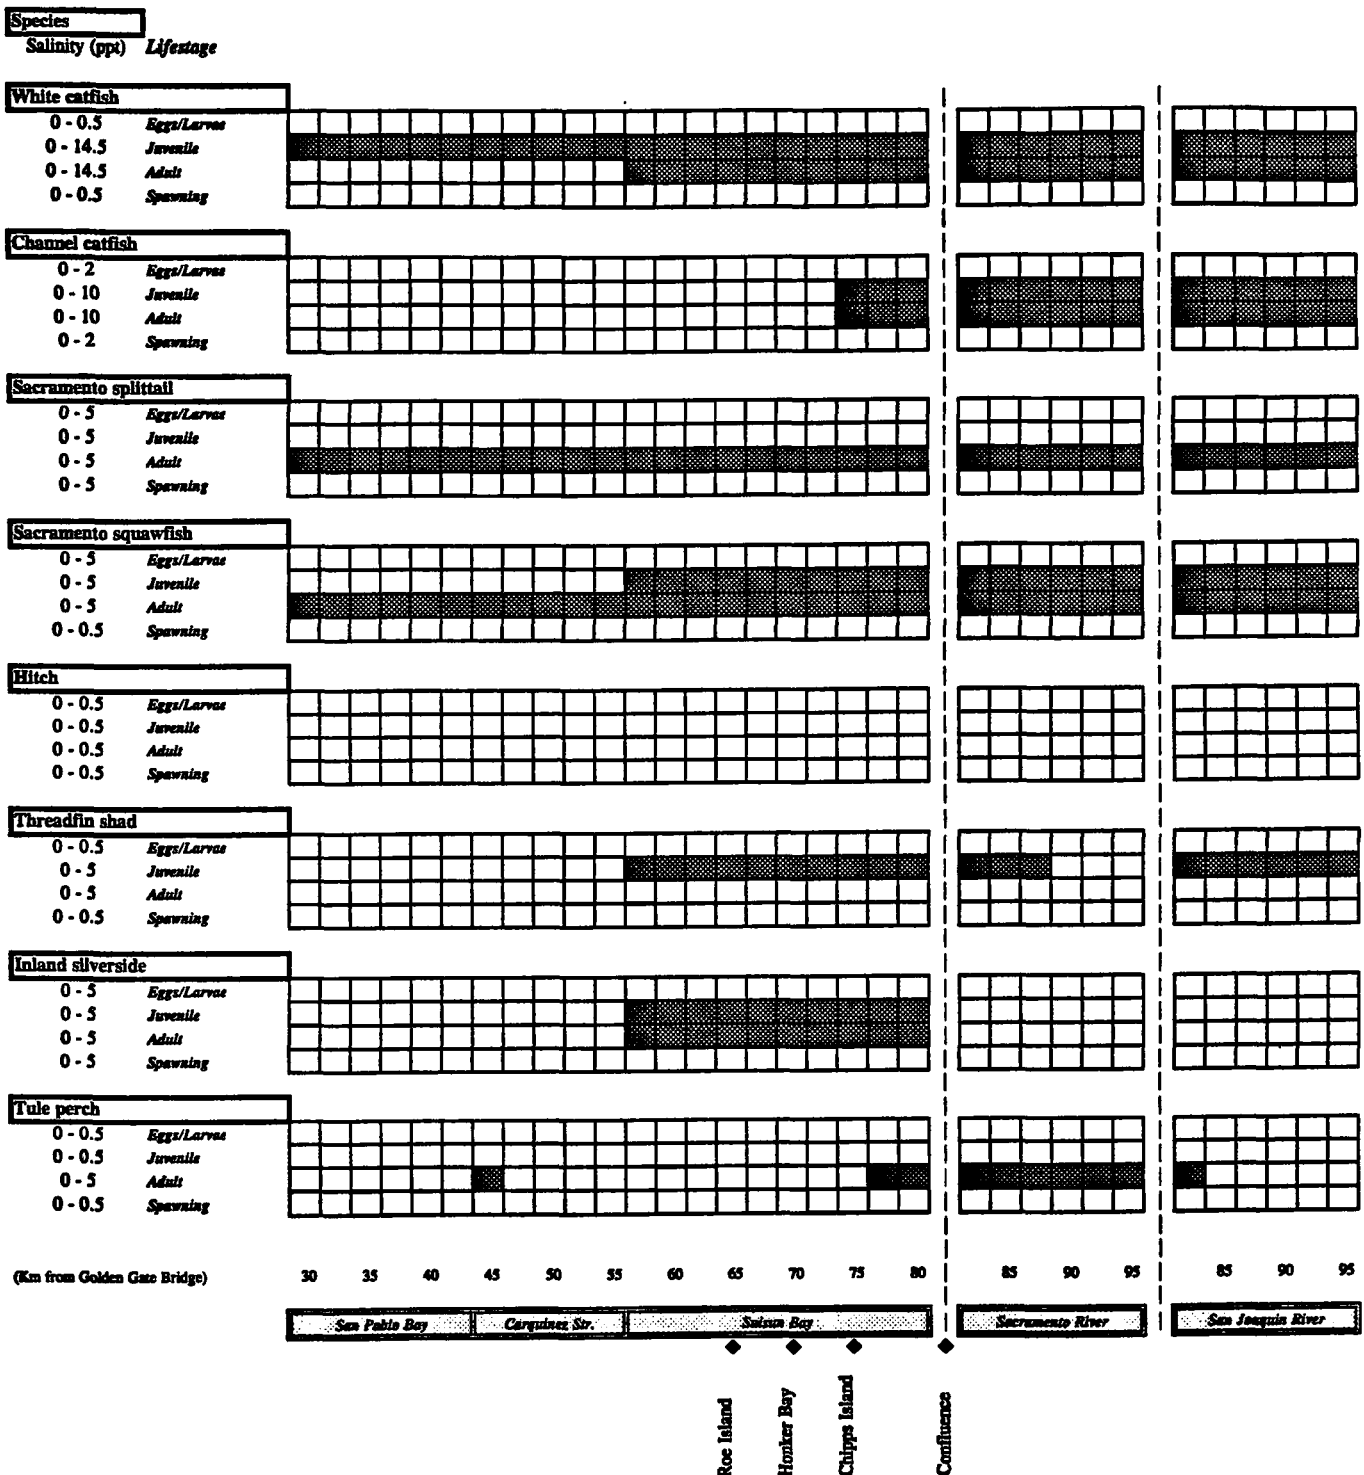 Species
Salinity (ppt) Lifestage
White catfish
0 - 0.5 Eggs/Larvae
0 - 14.5 Juvenile
0 - 14.5 Adult
0 - 0.5 Spawning
Channel catfish
0 - 2 Eggs/Larvae
0 - 10 Juvenile
0 - 10 Adult
0 - 2 Spawning
Sacramento splittail
0 - 5 Eggs/Larvae
0 - 5 Juvenile
0 - 5 Adult
0 - 5 Spawning
Sacramento squawfish
0 - 5 Eggs/Larvae
0 - 5 Juvenile
0 - 5 Adult
0 - 0.5 Spawning
Hitch
0 - 0.5 Eggs/Larvae
0 - 0.5 Juvenile
0 - 0.5 Adult
0 - 0.5 Spawning
Threadfin shad
0 - 0.5 Eggs/Larvae
0 - 5 Juvenile
0 - 5 Adult
0 - 0.5 Spawning
Inland silverside
0 - 5 Eggs/Larvae
0 - 5 Juvenile
0 - 5 Adult
0 - 5 Spawning
Tule perch
0 - 0.5 Eggs/Larvae
0 - 0.5 Juvenile
0 - 5 Adult
0 - 0.5 Spawning
(Km from Golden Gate Bridge) 30 35 40 45 50 55 60 65 70 75 80 85 90 95 85 90 95
San Pablo Bay Carquinez Str. Suisun Bay Sacramento River San Joaquin River
Roe Island
Honker Bay
Chipps Island
Confluence